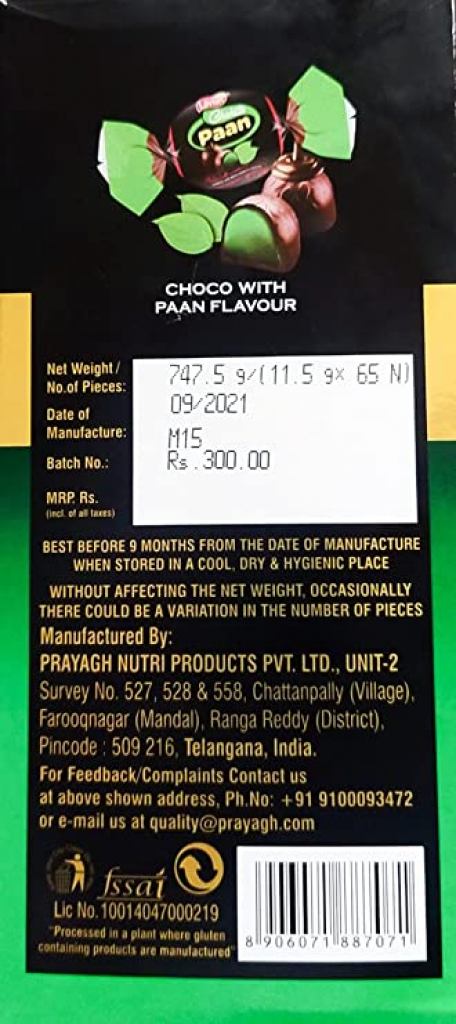 Paan
CHOCO WITH
PAAN FLAVOUR
Net Weight /
No.of Pieces:
747.5 g/(11.5 g× 65 N)
Date of
Manufacture:
09/2021
Batch No.:
M15
Rs.300.00
MRP. Rs.
(incl. of all taxes)
BEST BEFORE 9 MONTHS FROM THE DATE OF MANUFACTURE
WHEN STORED IN A COOL, DRY & HYGIENIC PLACE
WITHOUT AFFECTING THE NET WEIGHT, OCCASIONALLY
THERE COULD BE A VARIATION IN THE NUMBER OF PIECES
Manufactured By:
PRAYAGH NUTRI PRODUCTS PVT. LTD., UNIT-2
Survey No. 527, 528 & 558, Chattanpally (Village),
Farooqnagar (Mandal), Ranga Reddy (District),
Pincode : 509 216, Telangana, India.
For Feedback/Complaints Contact us
at above shown address, Ph.No: +91 9100093472
or e-mail us at quality@prayagh.com
fssai
Lic No. 10014047000219
"Processed in a plant where gluten
containing products are manufactured"
8 906071 887071